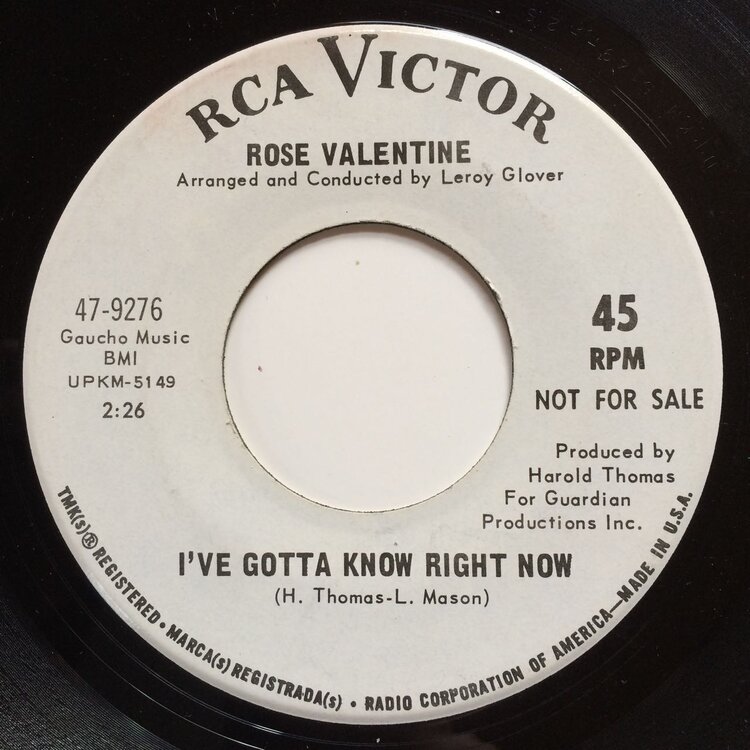 RCA VICTOR
ROSE VALENTINE
Arranged and Conducted by Leroy Glover
47-9276
Gaucho Music
BMI
UPKM-5149
2:26
45
RPM
NOT FOR SALE
Produced by
Harold Thomas
For Guardian
Productions Inc.
I'VE GOTTA KNOW RIGHT NOW
(H. Thomas-L. Mason)
TMK(s)® REGISTERED • MARCA(s) REGISTRADA(s) • RADIO CORPORATION OF AMERICA—MADE IN U.S.A.